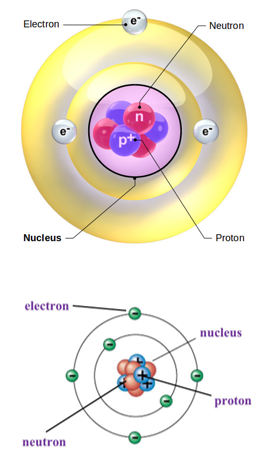 Electron
e-
Neutron
n
e-
e-
p+
Nucleus
Proton
electron
-
nucleus
-
+
-
+
+
+
-
-
proton
neutron
-